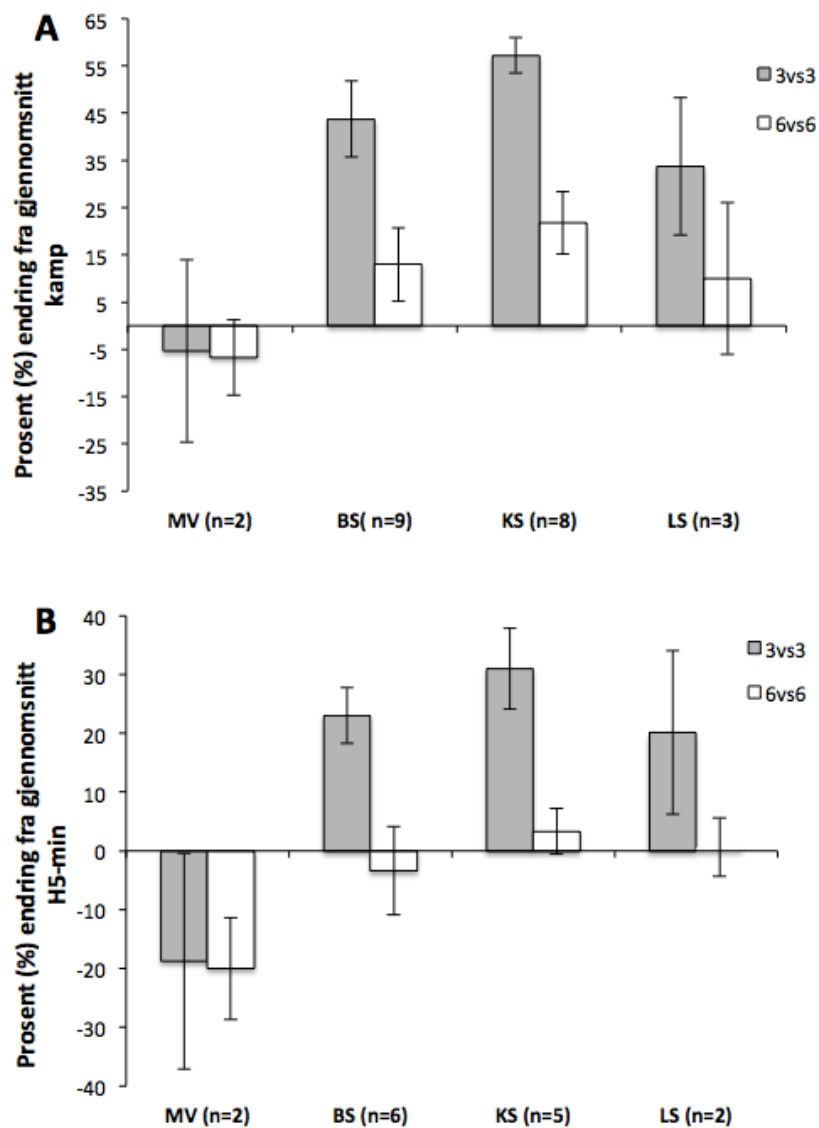 A
Prosent (%) endring fra gjennomsnitt
kamp
65
55
45
35
25
15
5
-5
-15
-25
-35
3vs3
6vs6
MV (n=2) BS( n=9) KS (n=8) LS (n=3)
B
Prosent (%) endring fra gjennomsnitt
H5-min
40
30
20
10
0
-10
-20
-30
-40
3vs3
6vs6
MV (n=2) BS (n=6) KS (n=5) LS (n=2)